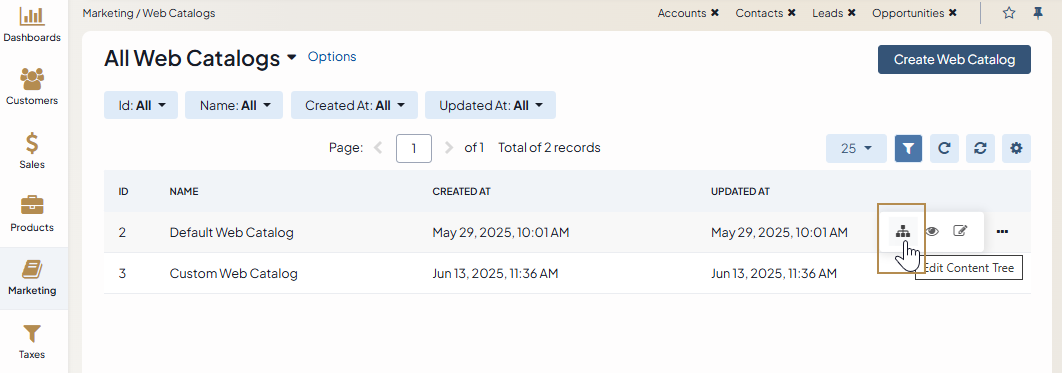 Marketing / Web Catalogs
Accounts ✖ Contacts ✖ Leads ✖ Opportunities ✖
Dashboards
Customers
Sales
Products
Marketing
Taxes
All Web Catalogs Options
Create Web Catalog
Id: All Name: All Created At: All Updated At: All
Page: 1 of 1 Total of 2 records 25
ID NAME CREATED AT UPDATED AT
2 Default Web Catalog May 29, 2025, 10:01 AM May 29, 2025, 10:01 AM
3 Custom Web Catalog Jun 13, 2025, 11:36 AM Jun 13, 2025, 11:36 AM
Edit Content Tree